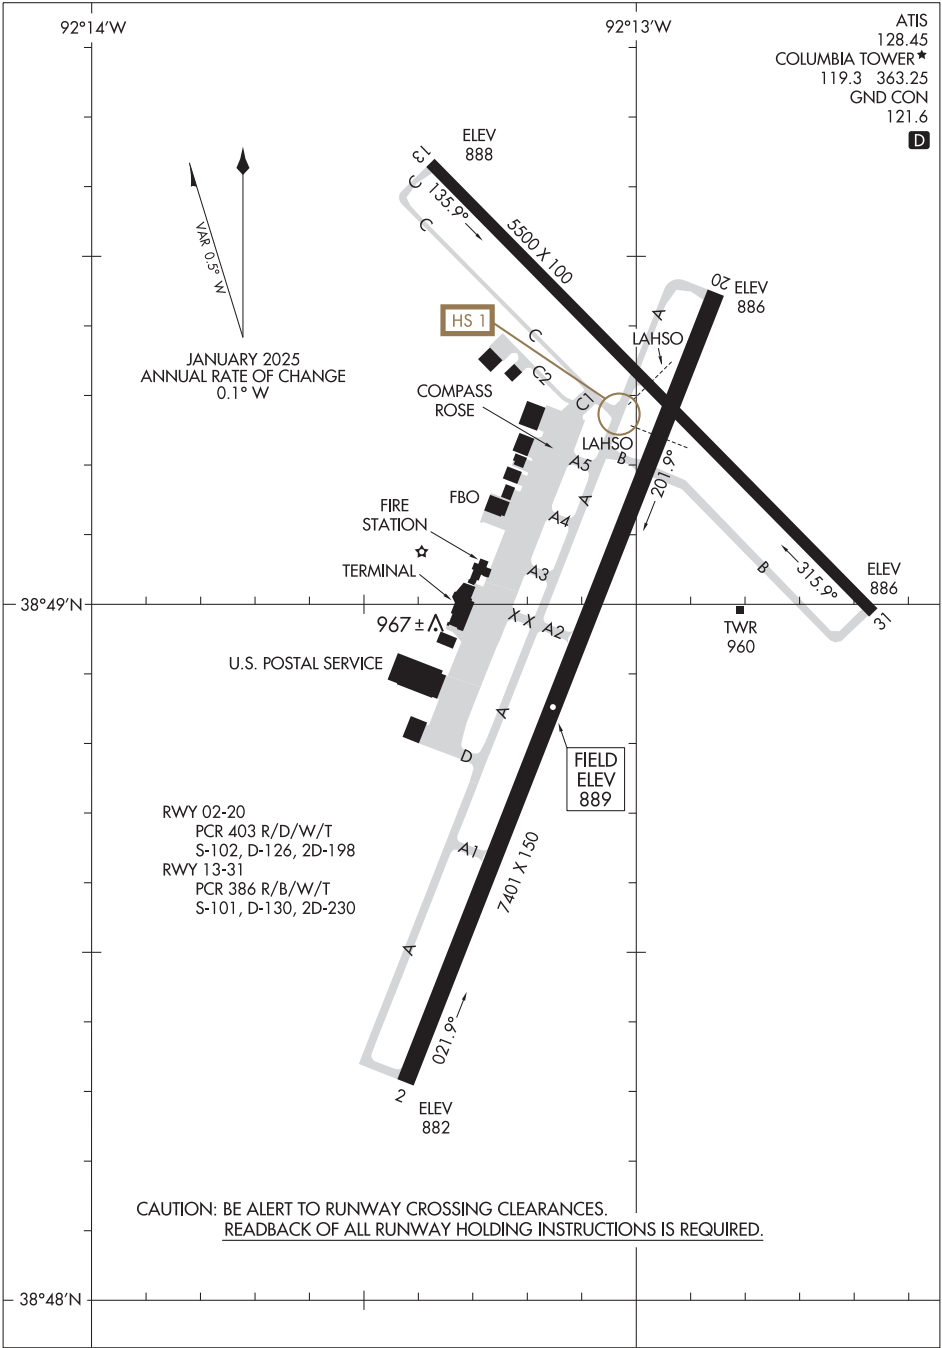 92°14'W
92°13'W
ATIS
128.45
COLUMBIA TOWER★
119.3 363.25
GND CON
121.6
D
ELEV
888
13
C
135.9°
C
5500 X 100
VAR 0.5° W
20
ELEV
886
HS 1
A
C
LAHSO
JANUARY 2025
ANNUAL RATE OF CHANGE
0.1° W
C2
COMPASS
ROSE
C1
LAHSO
A5
B
201.9°
FBO
A
A4
FIRE
STATION
TERMINAL
A3
B
315.9°
ELEV
886
38°49'N
967 ±
X X
A2
31
TWR
960
U.S. POSTAL SERVICE
A
D
FIELD
ELEV
889
RWY 02-20
PCR 403 R/D/W/T
S-102, D-126, 2D-198
RWY 13-31
PCR 386 R/B/W/T
S-101, D-130, 2D-230
A1
7401 X 150
A
021.9°
2
ELEV
882
CAUTION: BE ALERT TO RUNWAY CROSSING CLEARANCES.
READBACK OF ALL RUNWAY HOLDING INSTRUCTIONS IS REQUIRED.
38°48'N